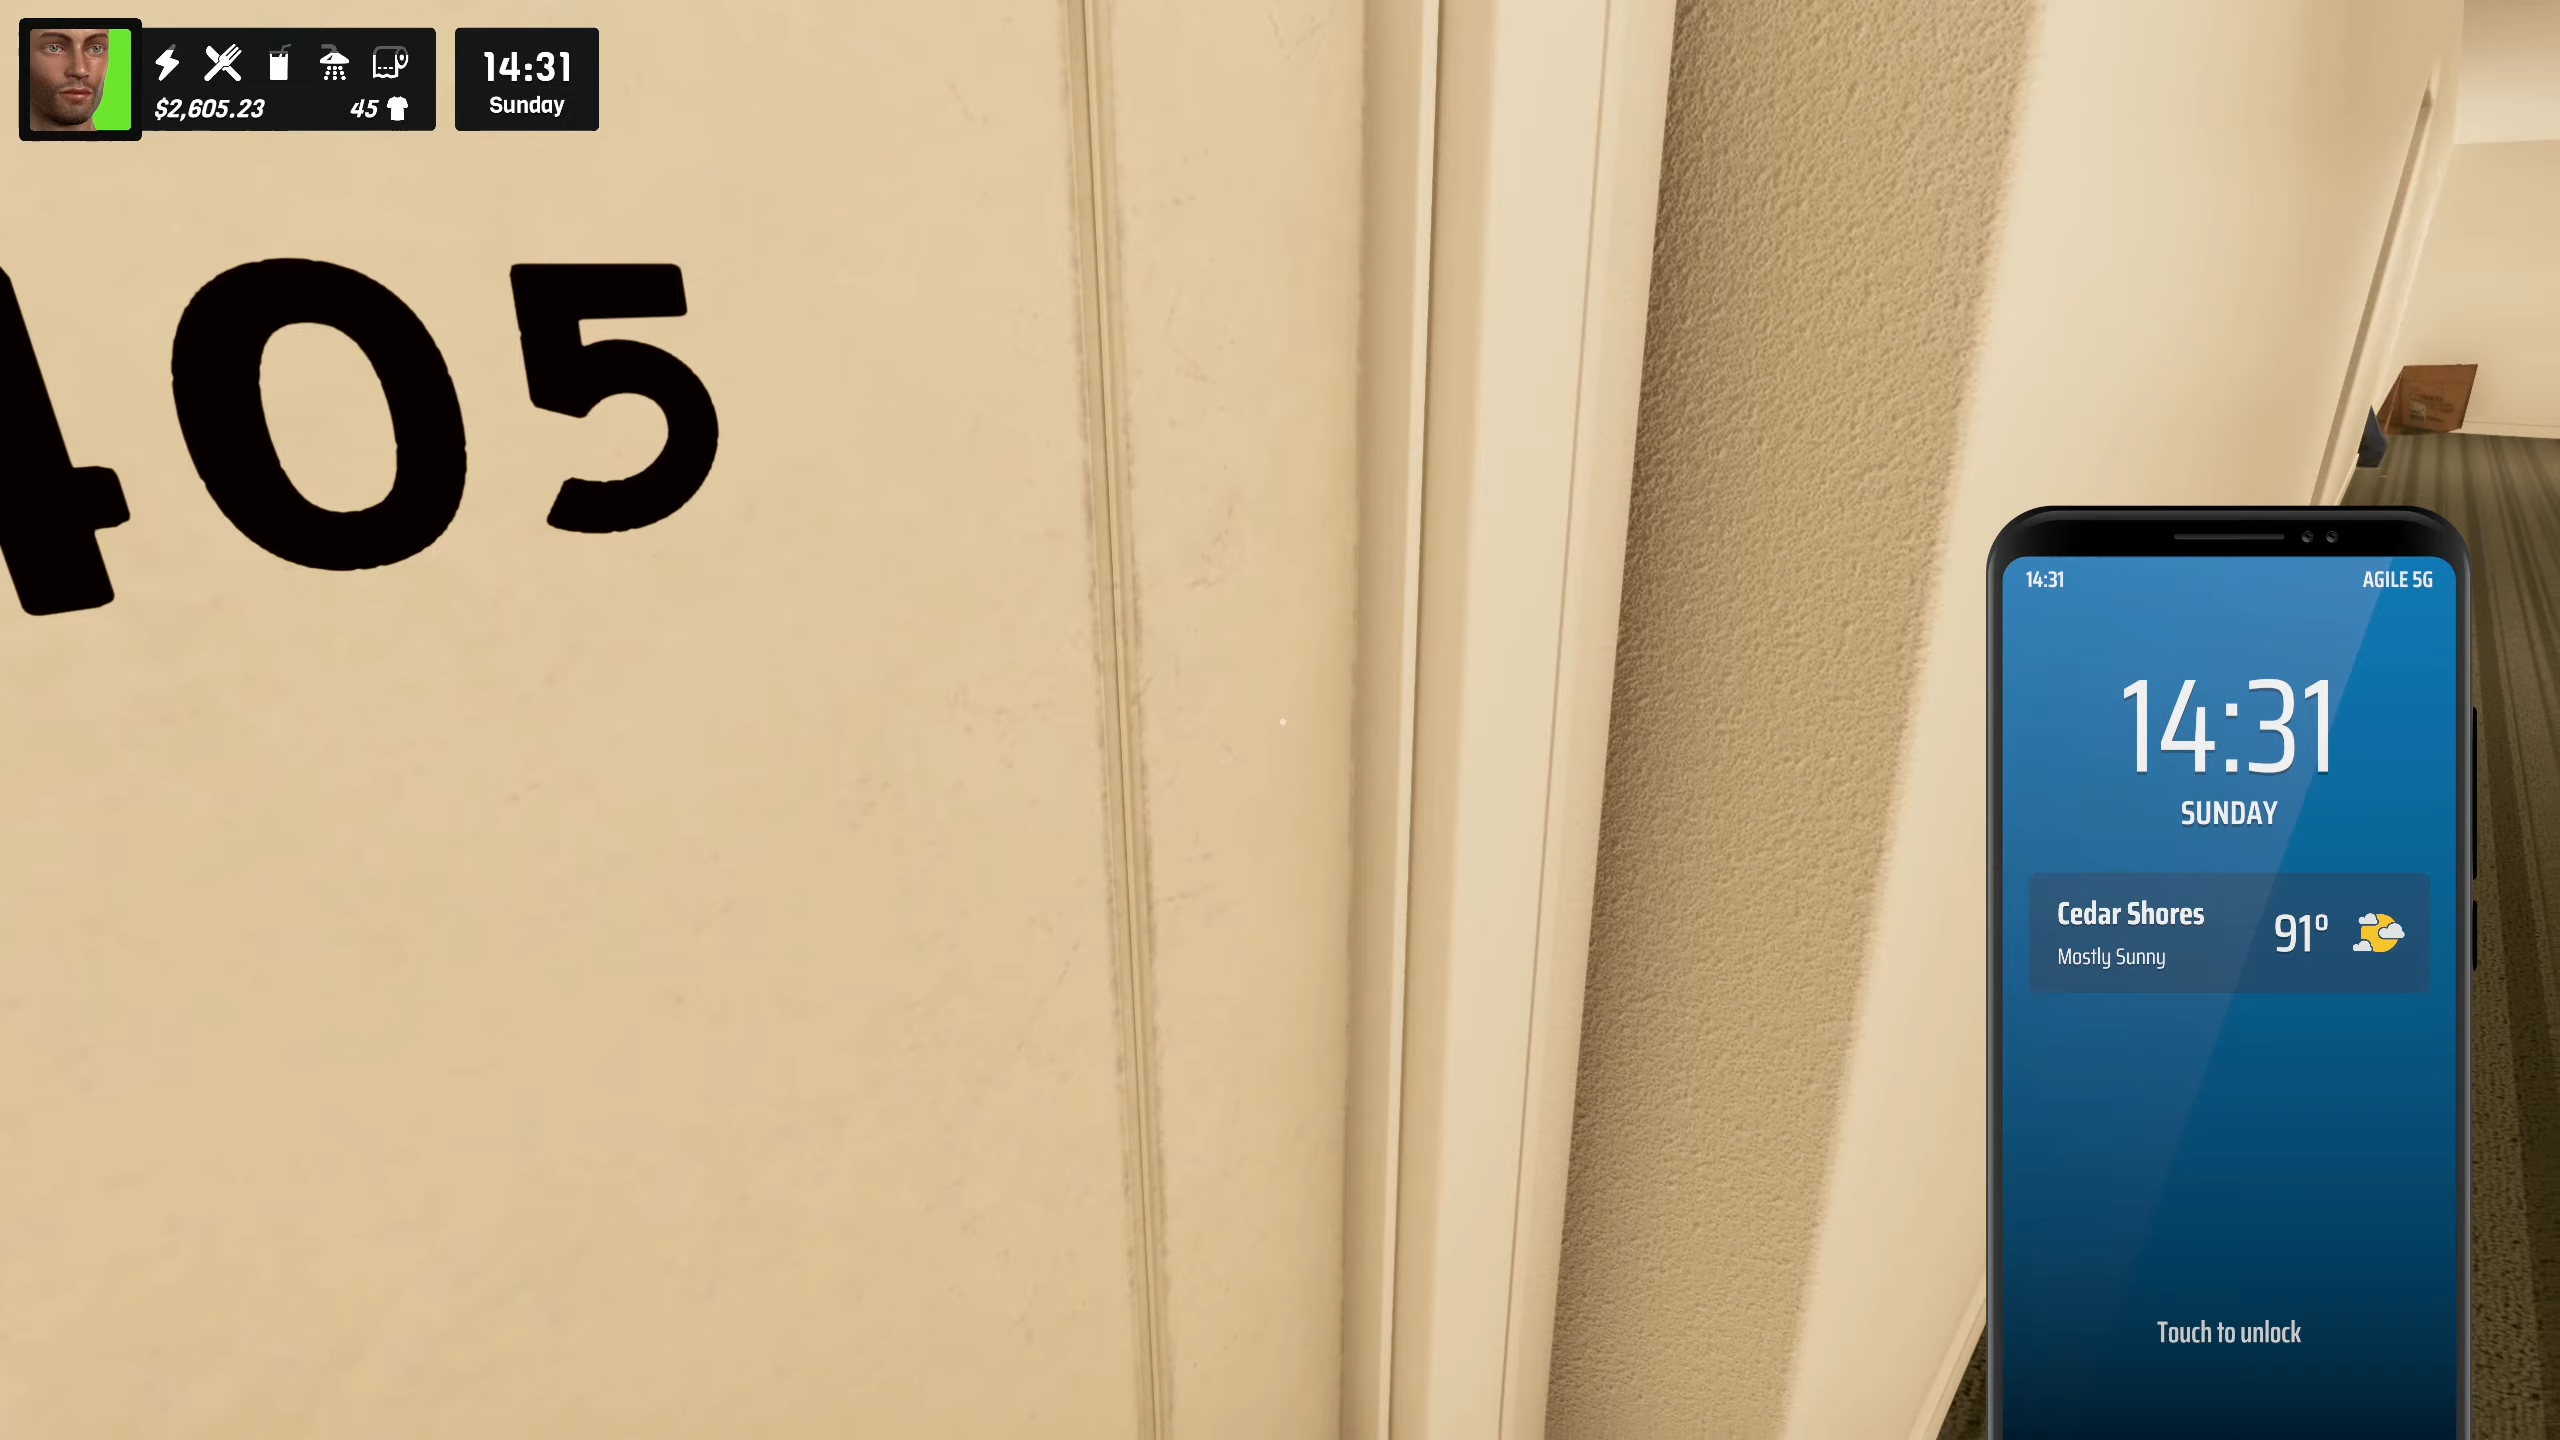 14:31
Sunday
$2,605.23
45
405
14:31
AGILE 5G
14:31
SUNDAY
Cedar Shores
91°
Mostly Sunny
Touch to unlock